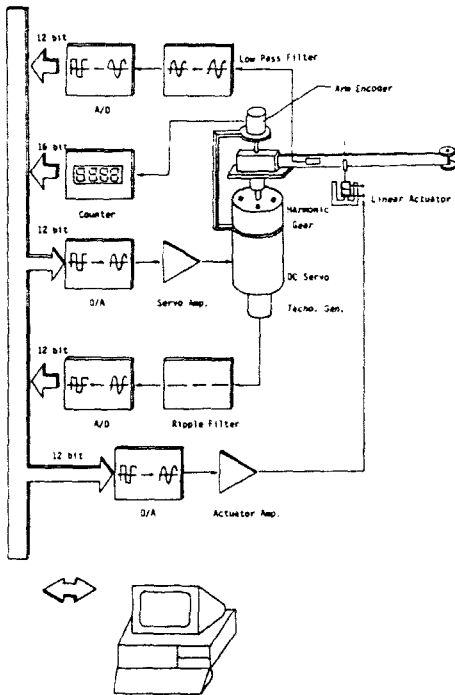 12 bit
Low Pass Filter
A/D
Arm Encoder
16 bit
Counter
Linear Actuator
Harmonic
Gear
12 bit
D/A
Servo Amp.
DC Servo
Tacho. Gen.
12 bit
A/D
Ripple Filter
12 bit
D/A
Actuator Amp.